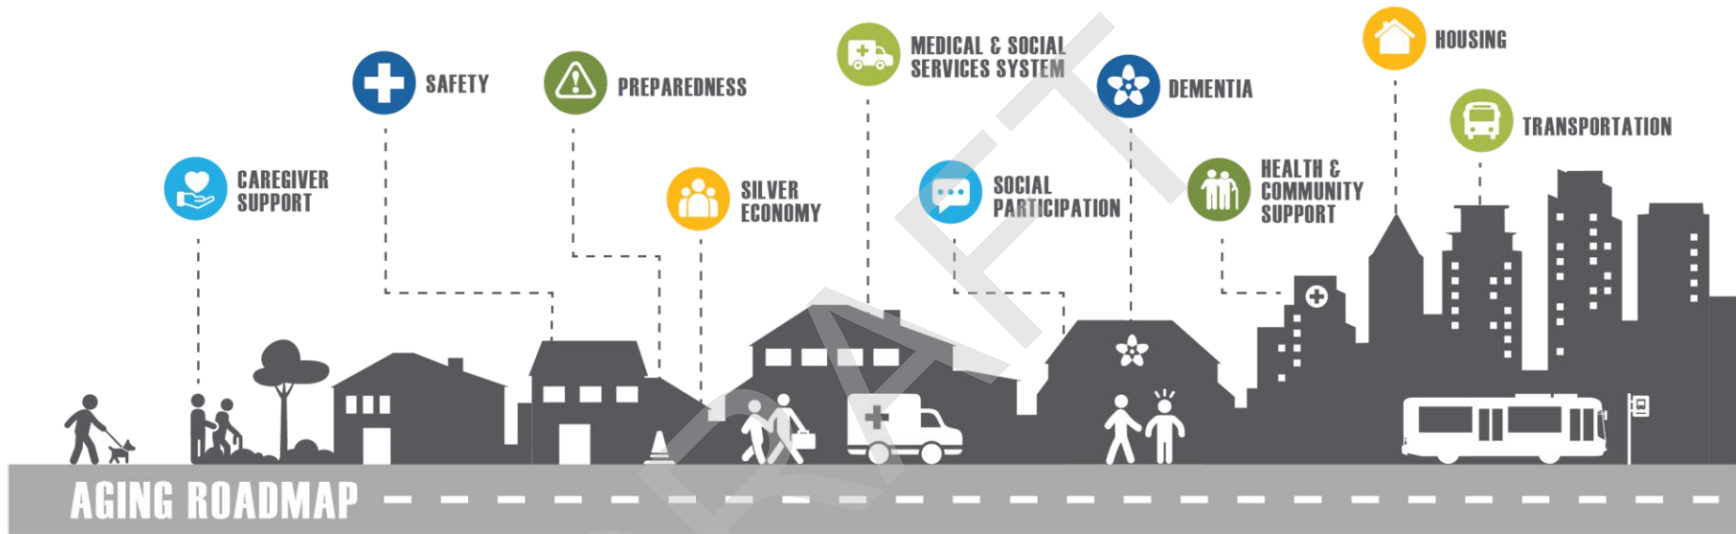 SAFETY
PREPAREDNESS
MEDICAL & SOCIAL
SERVICES SYSTEM
DEMENTIA
HOUSING
TRANSPORTATION
CAREGIVER
SUPPORT
SILVER
ECONOMY
SOCIAL
PARTICIPATION
HEALTH &
COMMUNITY
SUPPORT
DRAFT
AGING ROADMAP